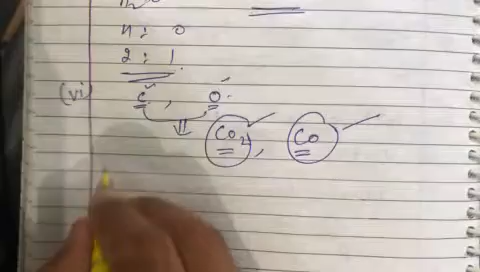 H : O
2 : 1
(vi) C, O
CO₂, CO